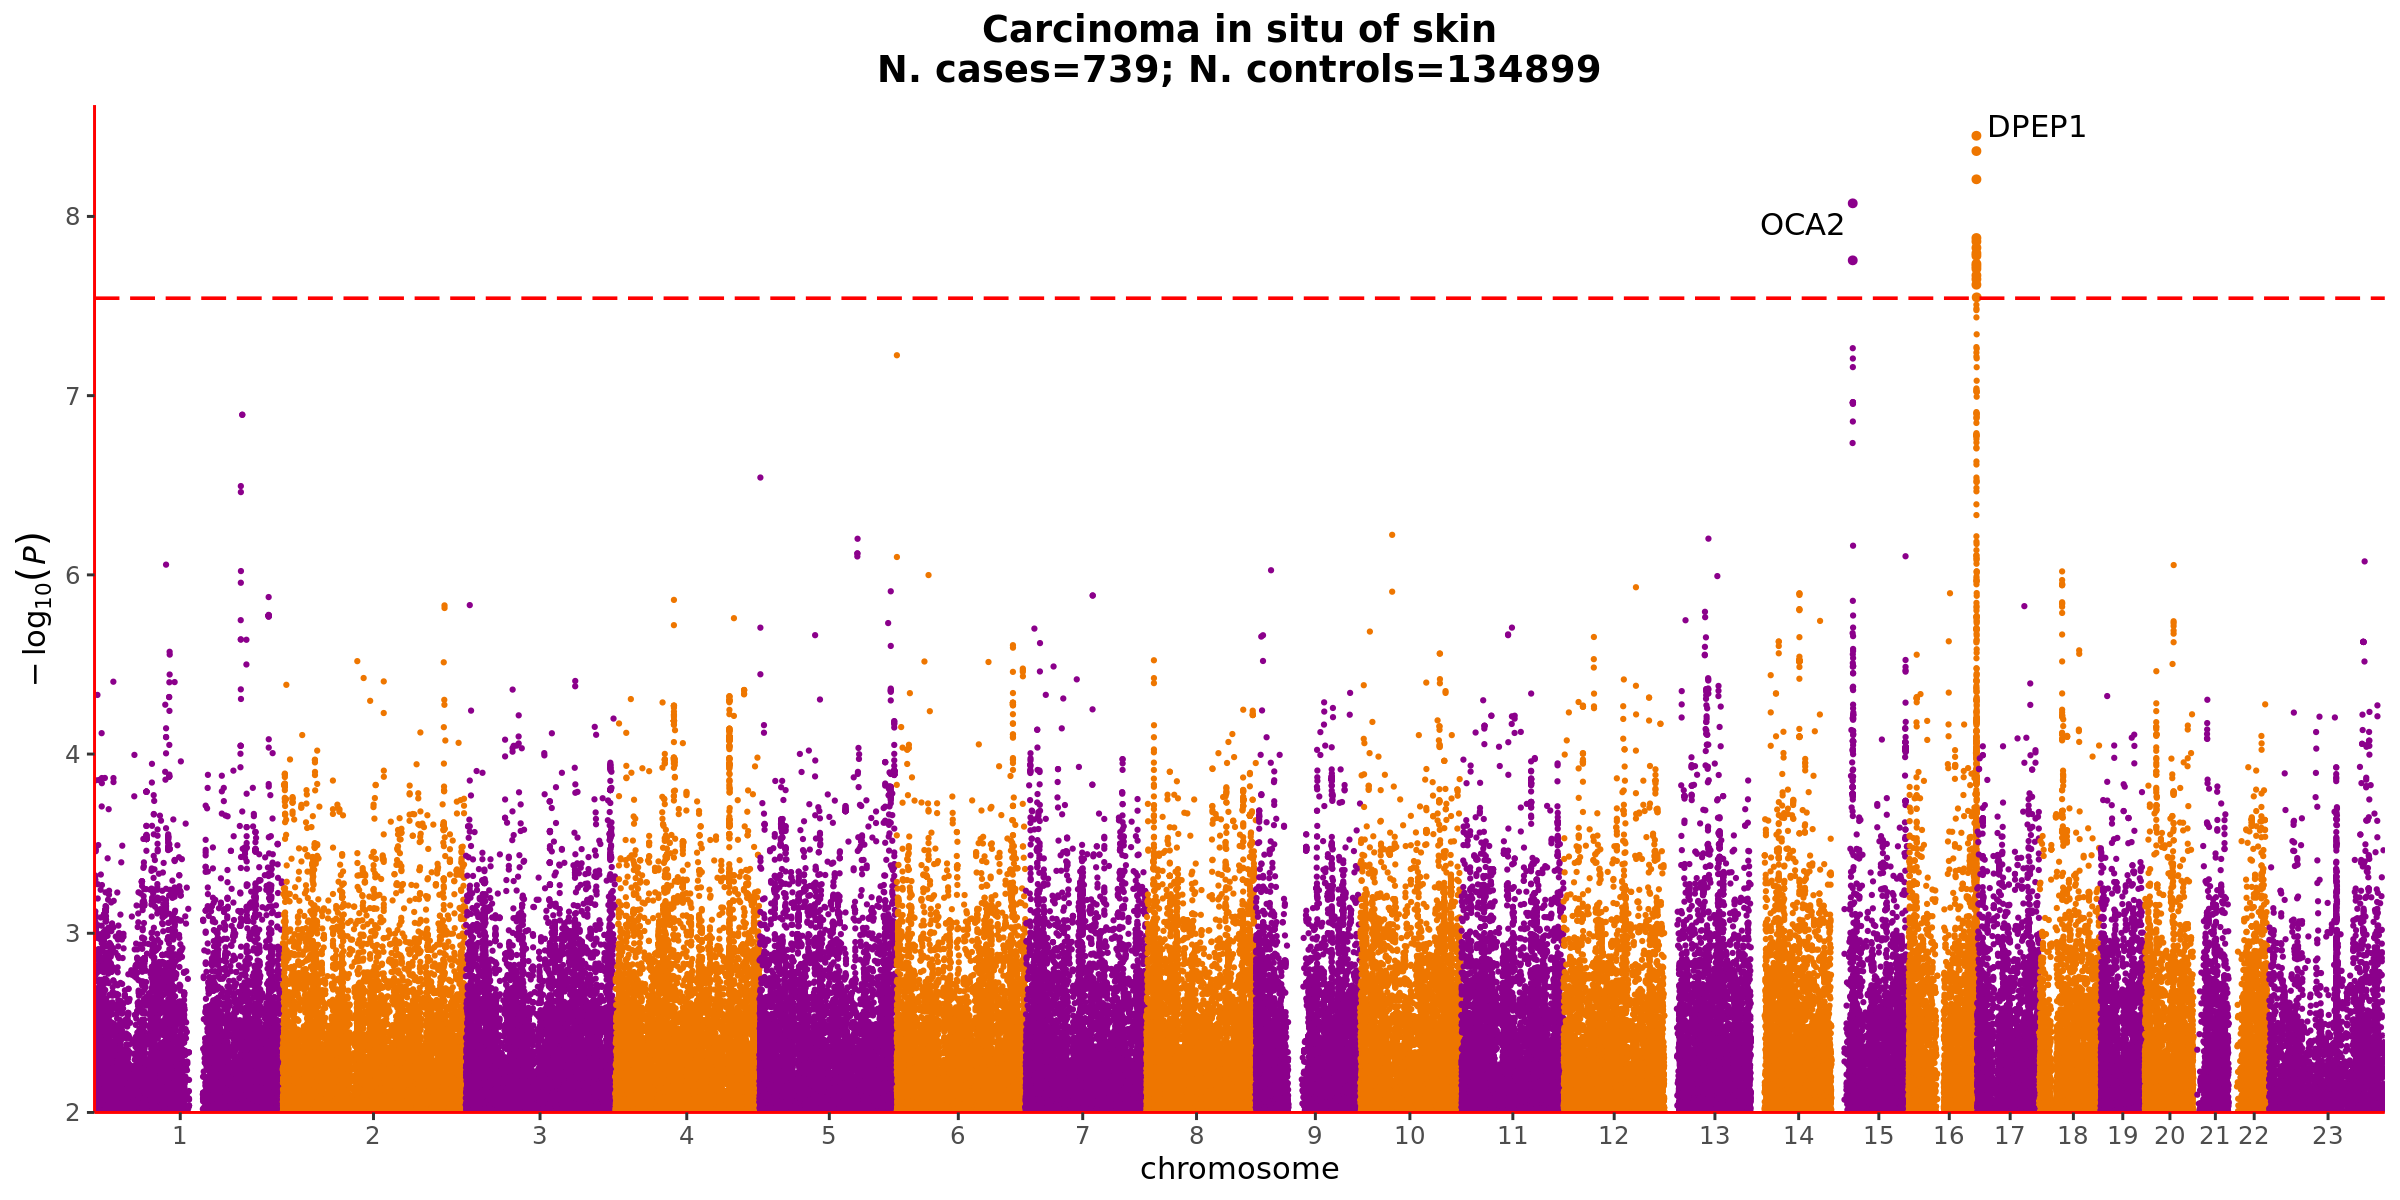 Carcinoma in situ of skin
N. cases=739; N. controls=134899
DPEP1
OCA2
8
7
6
5
4
3
2
−log₁₀(P)
1 2 3 4 5 6 7 8 9 10 11 12 13 14 15 16 17 18 19 20 21 22 23
chromosome